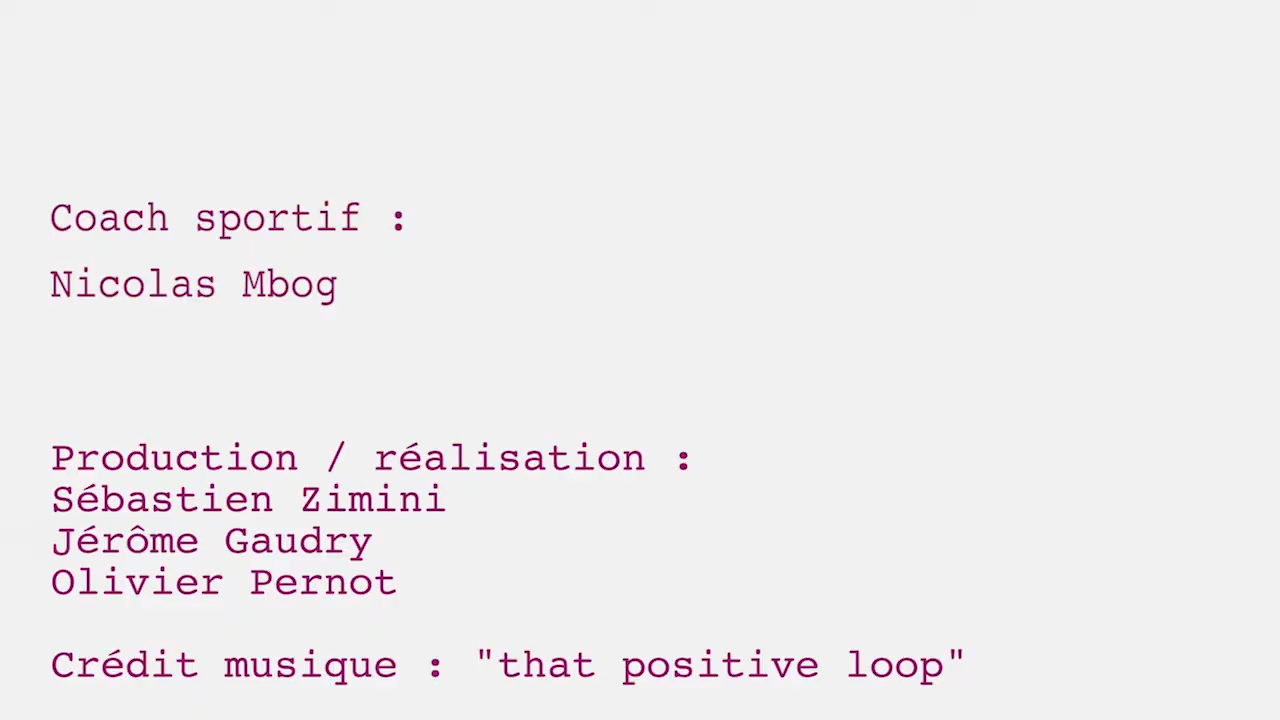 Coach sportif :
Nicolas Mbog
Production / réalisation :
Sébastien Zimini
Jérôme Gaudry
Olivier Pernot
Crédit musique : "that positive loop"